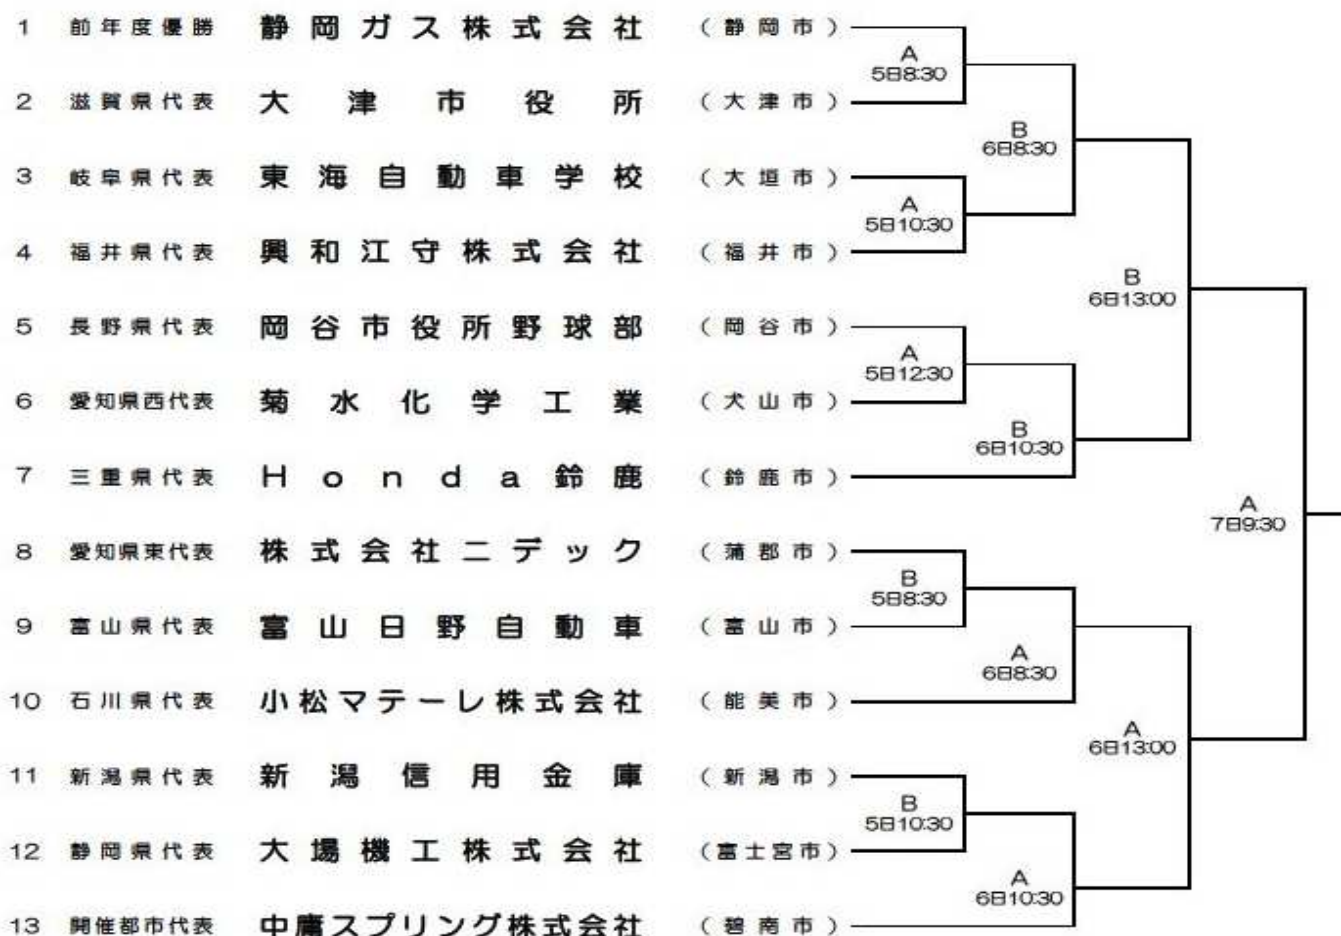 1 前年度優勝 静岡ガス株式会社 (静岡市)
A
5日8:30
2 滋賀県代表 大津市役所 (大津市)
B
6日8:30
3 岐阜県代表 東海自動車学校 (大垣市)
A
5日10:30
4 福井県代表 興和江守株式会社 (福井市)
B
6日13:00
5 長野県代表 岡谷市役所野球部 (岡谷市)
A
5日12:30
6 愛知県西代表 菊水化学工業 (犬山市)
B
6日10:30
7 三重県代表 Honda鈴鹿 (鈴鹿市)
A
7日9:30
8 愛知県東代表 株式会社ニデック (蒲郡市)
B
5日8:30
9 富山県代表 富山日野自動車 (富山市)
A
6日8:30
10 石川県代表 小松マテーレ株式会社 (能美市)
A
6日13:00
11 新潟県代表 新潟信用金庫 (新潟市)
B
5日10:30
12 静岡県代表 大場機工株式会社 (富士宮市)
A
6日10:30
13 開催都市代表 中庸スプリング株式会社 (碧南市)